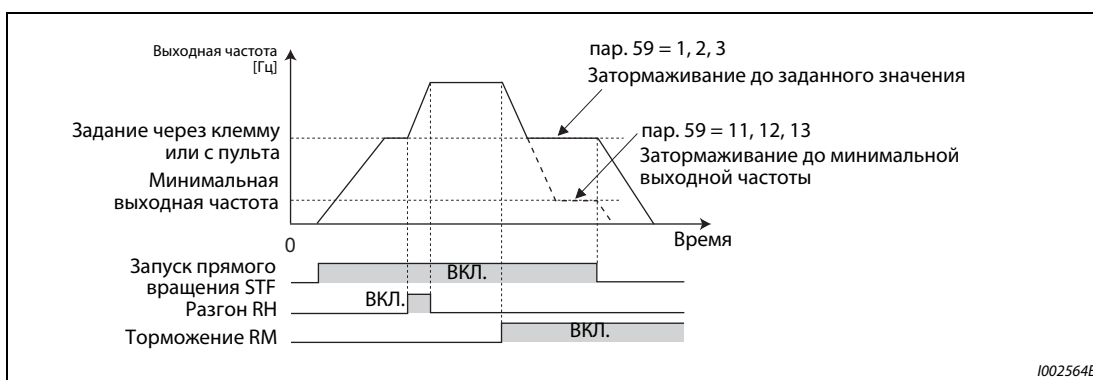 Выходная частота
[Гц]
пар. 59 = 1, 2, 3
Затормаживание до заданного значения
Задание через клемму
или с пульта
пар. 59 = 11, 12, 13
Затормаживание до минимальной
выходной частоты
Минимальная
выходная частота
0
Время
Запуск прямого
вращения STF
ВКЛ.
Разгон RH
ВКЛ.
Торможение RM
ВКЛ.
I002564E